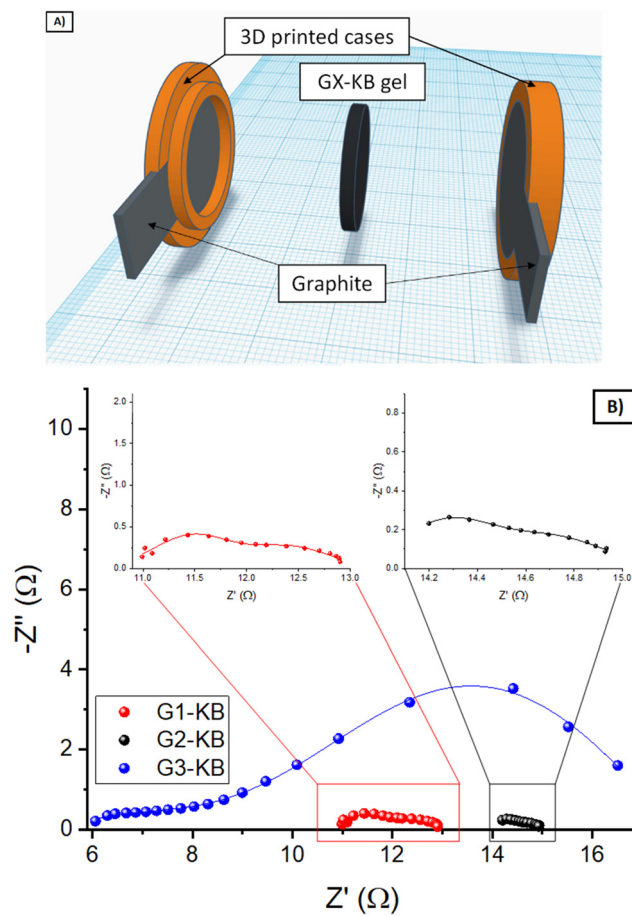 A)
3D printed cases
GX-KB gel
Graphite
B)
-Z" (Ω)
10
8
6
4
2
0
6 8 10 12 14 16
Z' (Ω)
G1-KB
G2-KB
G3-KB
-Z" (Ω)
2.0
1.5
1.0
0.5
0.0
11.0 11.5 12.0 12.5 13.0
Z' (Ω)
-Z" (Ω)
0.8
0.6
0.4
0.2
0.0
14.2 14.4 14.6 14.8 15.0
Z' (Ω)